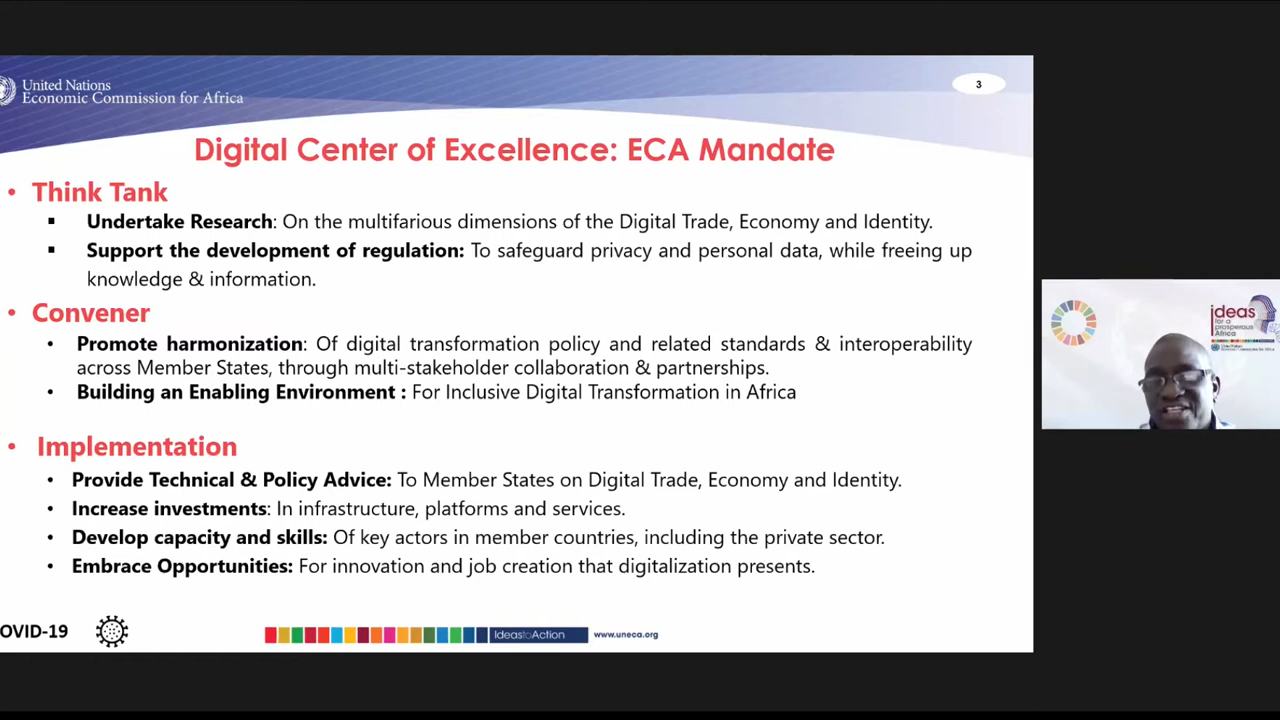 United Nations
Economic Commission for Africa
3
Digital Center of Excellence: ECA Mandate
• Think Tank
▪ Undertake Research: On the multifarious dimensions of the Digital Trade, Economy and Identity.
▪ Support the development of regulation: To safeguard privacy and personal data, while freeing up
knowledge & information.
• Convener
• Promote harmonization: Of digital transformation policy and related standards & interoperability
across Member States, through multi-stakeholder collaboration & partnerships.
• Building an Enabling Environment : For Inclusive Digital Transformation in Africa
• Implementation
• Provide Technical & Policy Advice: To Member States on Digital Trade, Economy and Identity.
• Increase investments: In infrastructure, platforms and services.
• Develop capacity and skills: Of key actors in member countries, including the private sector.
• Embrace Opportunities: For innovation and job creation that digitalization presents.
OVID-19
IdeastoAction
www.uneca.org
ideas
for a
prosperous
Africa